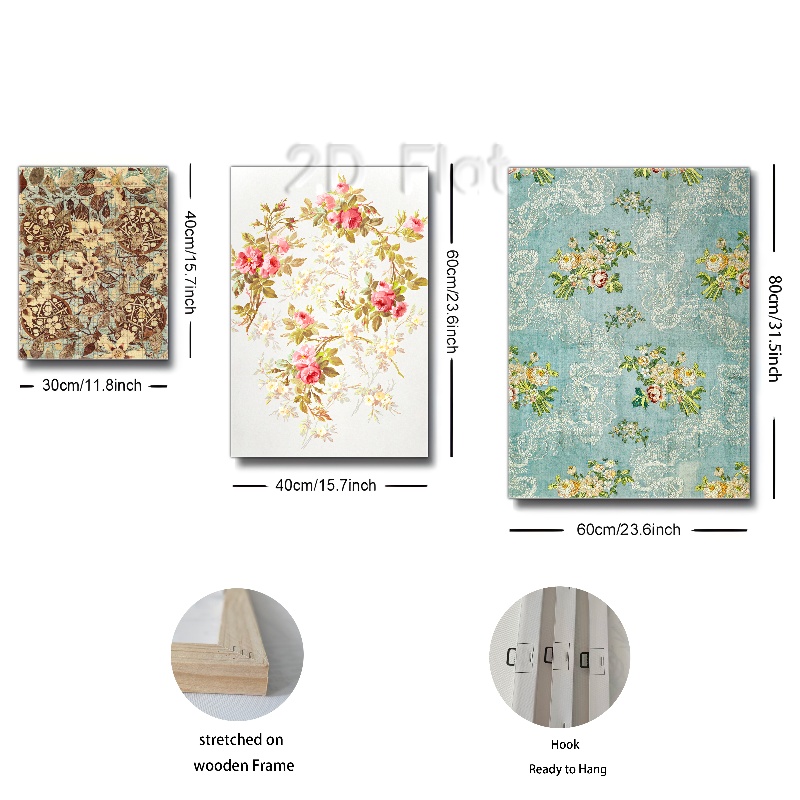 2D Flat
40cm/15.7inch
30cm/11.8inch
60cm/23.6inch
40cm/15.7inch
80cm/31.5inch
60cm/23.6inch
stretched on
wooden Frame
Hook
Ready to Hang